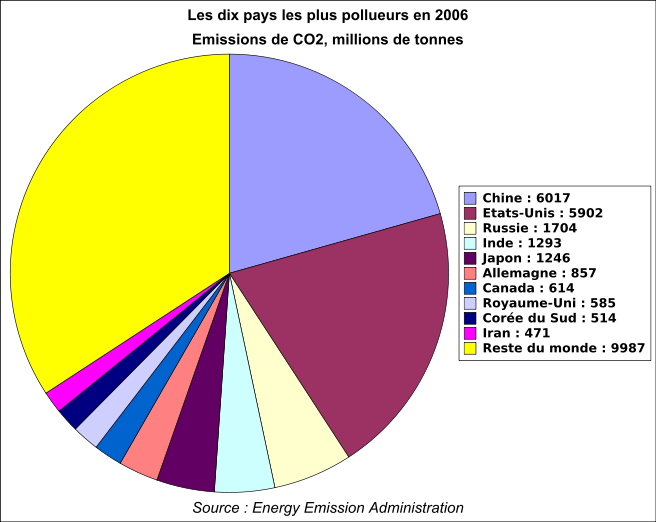 Les dix pays les plus pollueurs en 2006
Emissions de CO2, millions de tonnes
Chine : 6017
Etats-Unis : 5902
Russie : 1704
Inde : 1293
Japon : 1246
Allemagne : 857
Canada : 614
Royaume-Uni : 585
Corée du Sud : 514
Iran : 471
Reste du monde : 9987
Source : Energy Emission Administration